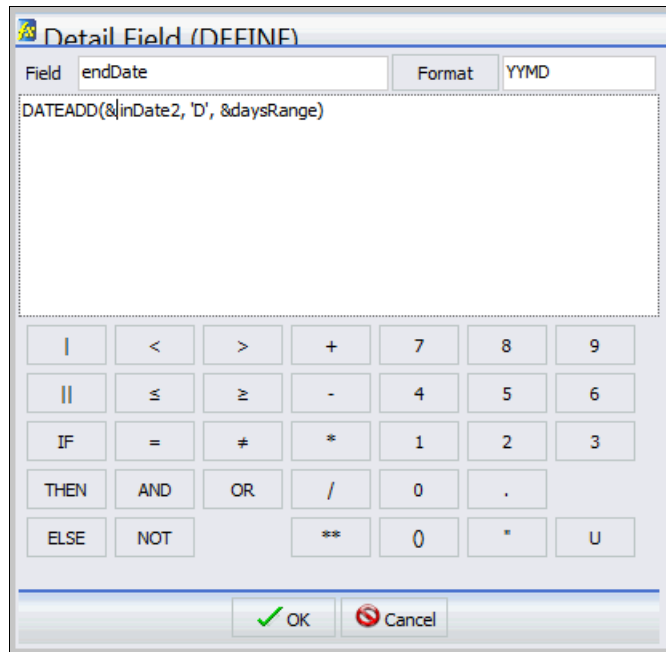 Detail Field (DEFINE)
Field endDate Format YYMD
DATEADD(&inDate2, 'D', &daysRange)
| < > + 7 8 9
|| ≤ ≥ - 4 5 6
IF = ≠ * 1 2 3
THEN AND OR / 0 .
ELSE NOT ** () " U
OK Cancel